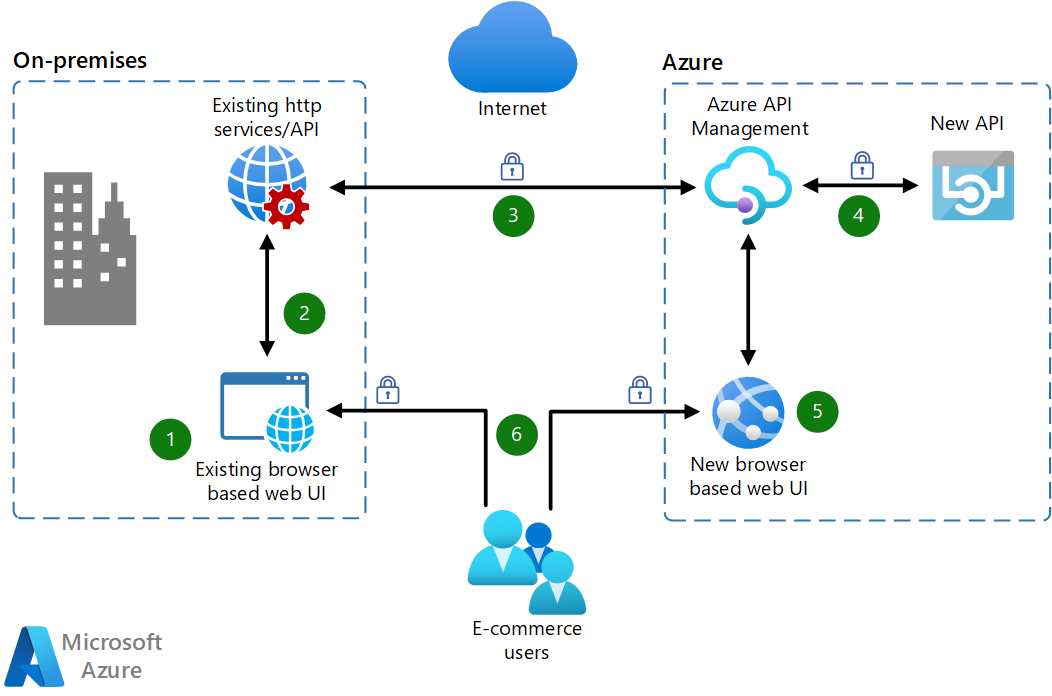 On-premises
Existing http
services/API
2
1
Existing browser
based web UI
Internet
3
6
E-commerce
users
Azure
Azure API
Management
New API
4
5
New browser
based web UI
Microsoft
Azure